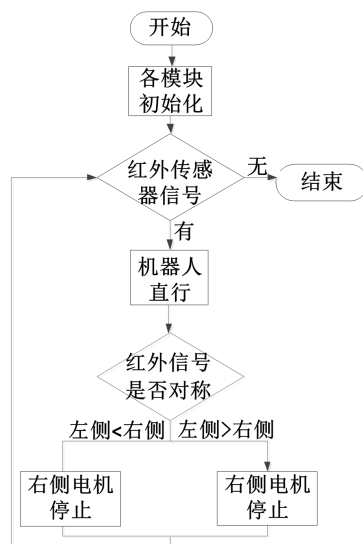 开始
各模块
初始化
红外传感
器信号
无
结束
有
机器人
直行
红外信号
是否对称
左侧<右侧
左侧>右侧
右侧电机
停止
右侧电机
停止